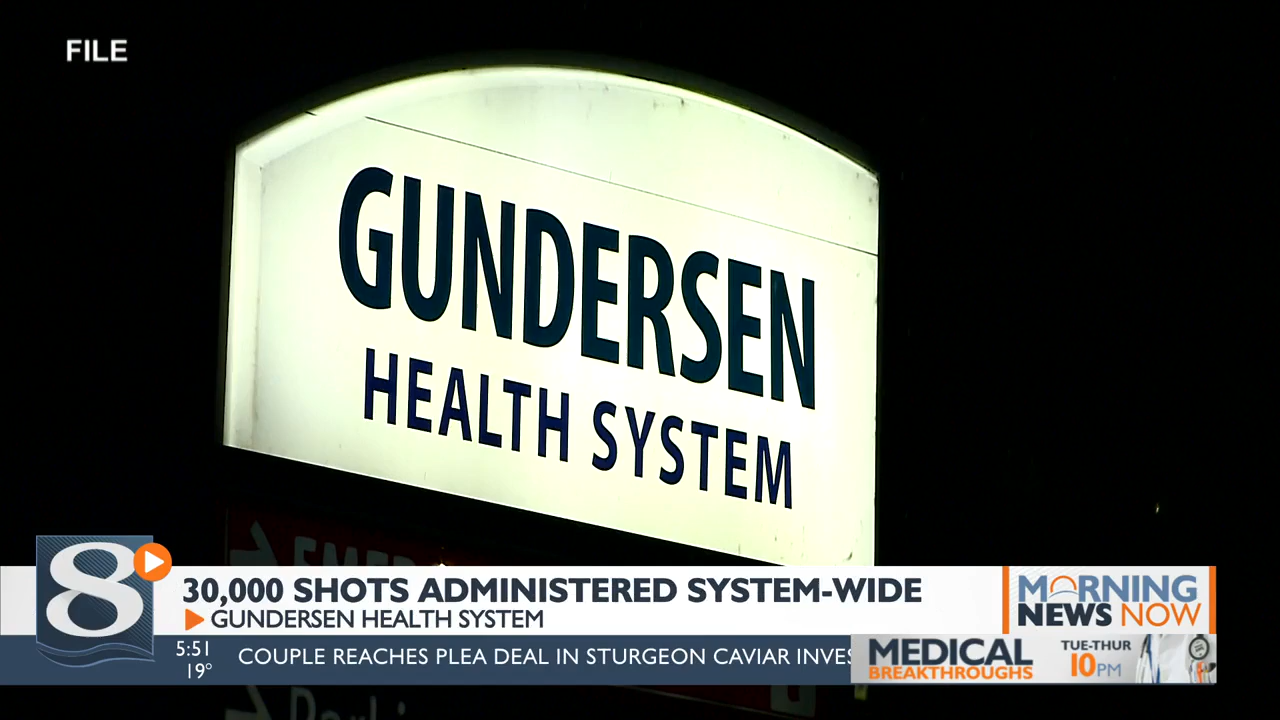 FILE
GUNDERSEN
HEALTH SYSTEM
8
30,000 SHOTS ADMINISTERED SYSTEM-WIDE
GUNDERSEN HEALTH SYSTEM
MORNING
NEWS NOW
5:51
19°
COUPLE REACHES PLEA DEAL IN STURGEON CAVIAR INVES
MEDICAL
BREAKTHROUGHS
TUE-THUR
10PM